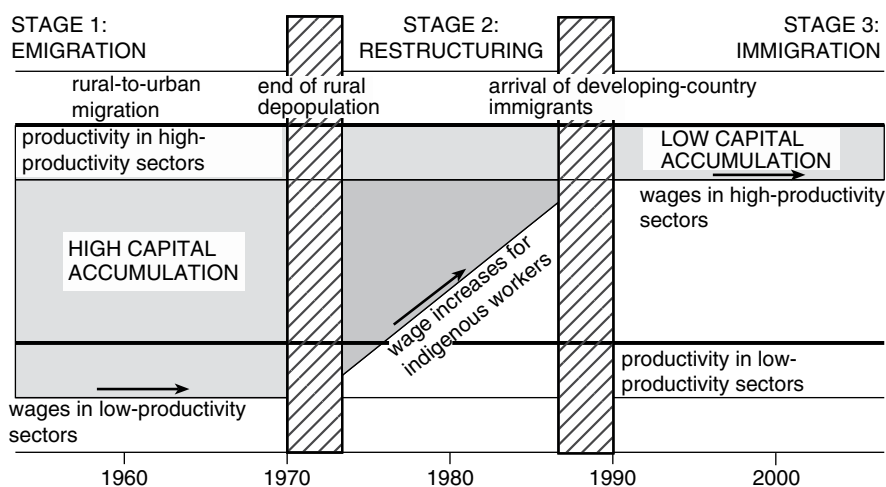 STAGE 1:
EMIGRATION
STAGE 2:
RESTRUCTURING
STAGE 3:
IMMIGRATION
rural-to-urban
migration
end of rural
depopulation
arrival of developing-country
immigrants
productivity in high-
productivity sectors
LOW CAPITAL
ACCUMULATION
wages in high-productivity
sectors
HIGH CAPITAL
ACCUMULATION
wage increases for
indigenous workers
productivity in low-
productivity sectors
wages in low-productivity
sectors
1960
1970
1980
1990
2000